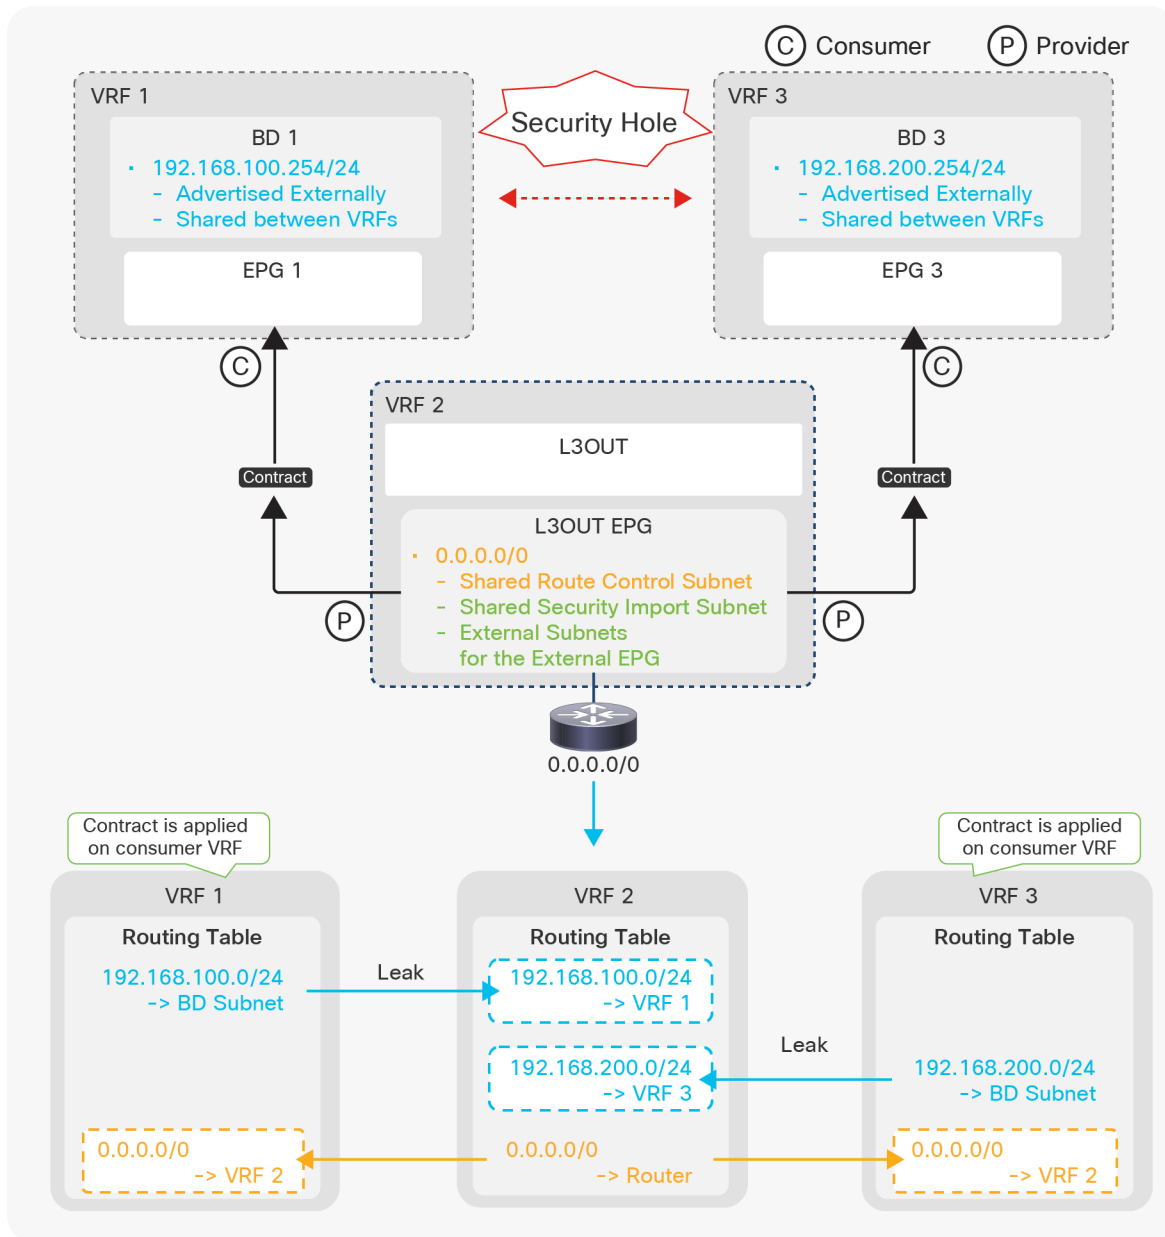 C Consumer
P Provider
VRF 1
BD 1
· 192.168.100.254/24
- Advertised Externally
- Shared between VRFs
EPG 1
Security Hole
VRF 3
BD 3
· 192.168.200.254/24
- Advertised Externally
- Shared between VRFs
EPG 3
C
C
Contract
Contract
VRF 2
L3OUT
L3OUT EPG
· 0.0.0.0/0
- Shared Route Control Subnet
- Shared Security Import Subnet
- External Subnets
for the External EPG
P
P
0.0.0.0/0
Contract is applied
on consumer VRF
Contract is applied
on consumer VRF
VRF 1
Routing Table
192.168.100.0/24
-> BD Subnet
0.0.0.0/0
-> VRF 2
Leak
VRF 2
Routing Table
192.168.100.0/24
-> VRF 1
192.168.200.0/24
-> VRF 3
0.0.0.0/0
-> Router
Leak
VRF 3
Routing Table
192.168.200.0/24
-> BD Subnet
0.0.0.0/0
-> VRF 2